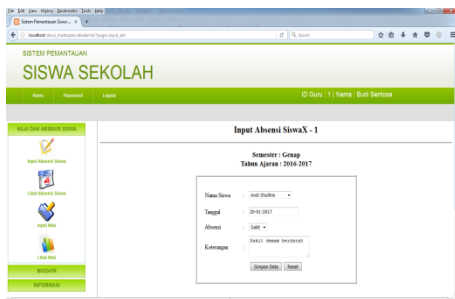 File Edit View History Bookmarks Tools Help
Sistem Pemantauan Siswa ...
Search
SISTEM PEMANTAUAN
SISWA SEKOLAH
Home Password Logout
ID Guru : 1 | Nama : Budi Santosa
NILAI DAN ABSENSI SISWA
Input Absensi Siswa
Lihat Absensi Siswa
Input Nilai
Lihat Nilai
BIODATA
INFORMASI
Input Absensi SiswaX - 1
Semester : Genap
Tahun Ajaran : 2016-2017
Nama Siswa : Andi Sholikin
Tanggal : 20-01-2017
Absensi : Sakit
Keterangan : Sakit demam berdarah
Simpan Data Reset